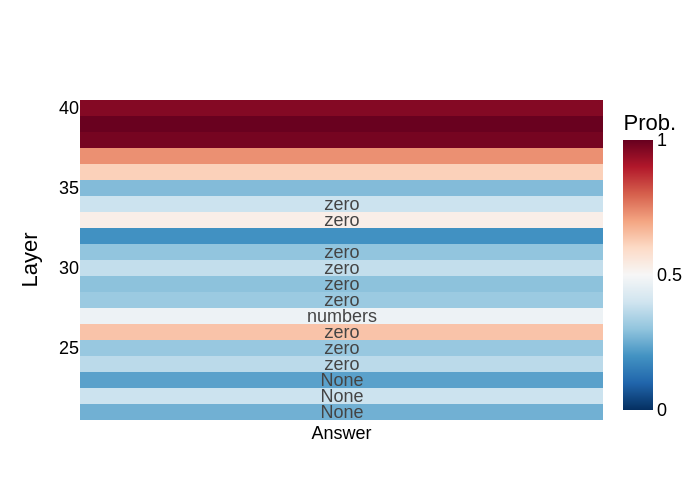 40
35
30
25
Layer
zero
zero
zero
zero
zero
zero
numbers
zero
zero
zero
None
None
None
Answer
Prob.
1
0.5
0